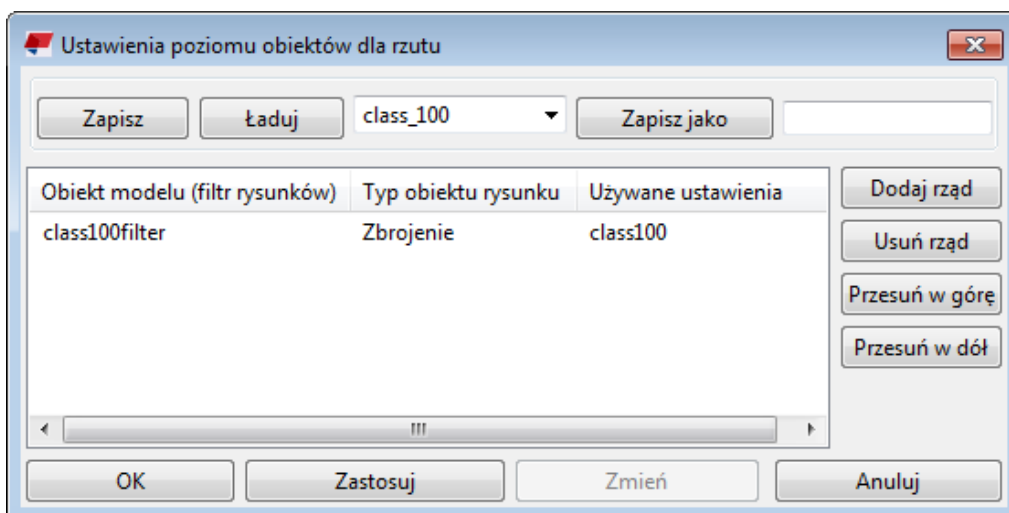 Ustawienia poziomu obiektów dla rzutu
Zapisz Ładuj class_100 Zapisz jako
Obiekt modelu (filtr rysunków) Typ obiektu rysunku Używane ustawienia
class100filter Zbrojenie class100
Dodaj rząd
Usuń rząd
Przesuń w górę
Przesuń w dół
OK Zastosuj Zmień Anuluj